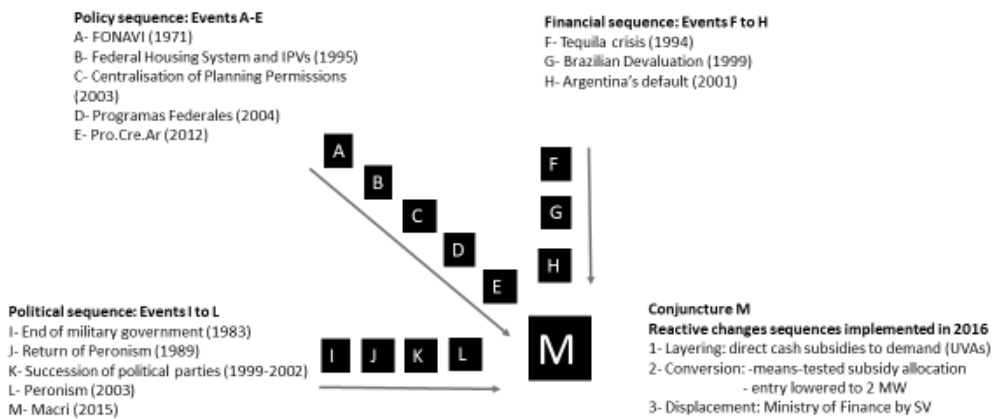 Policy sequence: Events A-E
A- FONAVI (1971)
B- Federal Housing System and IPVs (1995)
C- Centralisation of Planning Permissions
(2003)
D- Programas Federales (2004)
E- Pro.Cre.Ar (2012)
Financial sequence: Events F to H
F- Tequila crisis (1994)
G- Brazilian Devaluation (1999)
H- Argentina's default (2001)
A
B
C
D
E
F
G
H
Political sequence: Events I to L
I- End of military government (1983)
J- Return of Peronism (1989)
K- Succession of political parties (1999-2002)
L- Peronism (2003)
M- Macri (2015)
I
J
K
L
M
Conjuncture M
Reactive changes sequences implemented in 2016
1- Layering: direct cash subsidies to demand (UVAs)
2- Conversion: -means-tested subsidy allocation
- entry lowered to 2 MW
3- Displacement: Ministry of Finance by SV